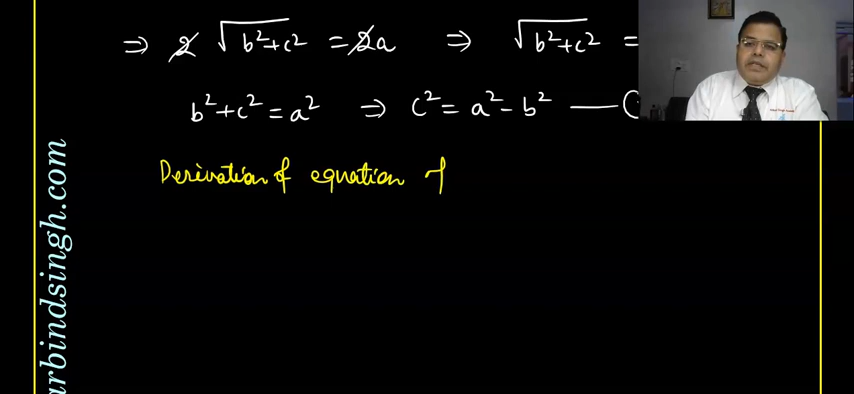 ⇒ 2 √b²+c² = 2a ⇒ √b²+c² =
b²+c² = a² ⇒ c² = a² - b² — (
Derivation of equation of
arbindsingh.com